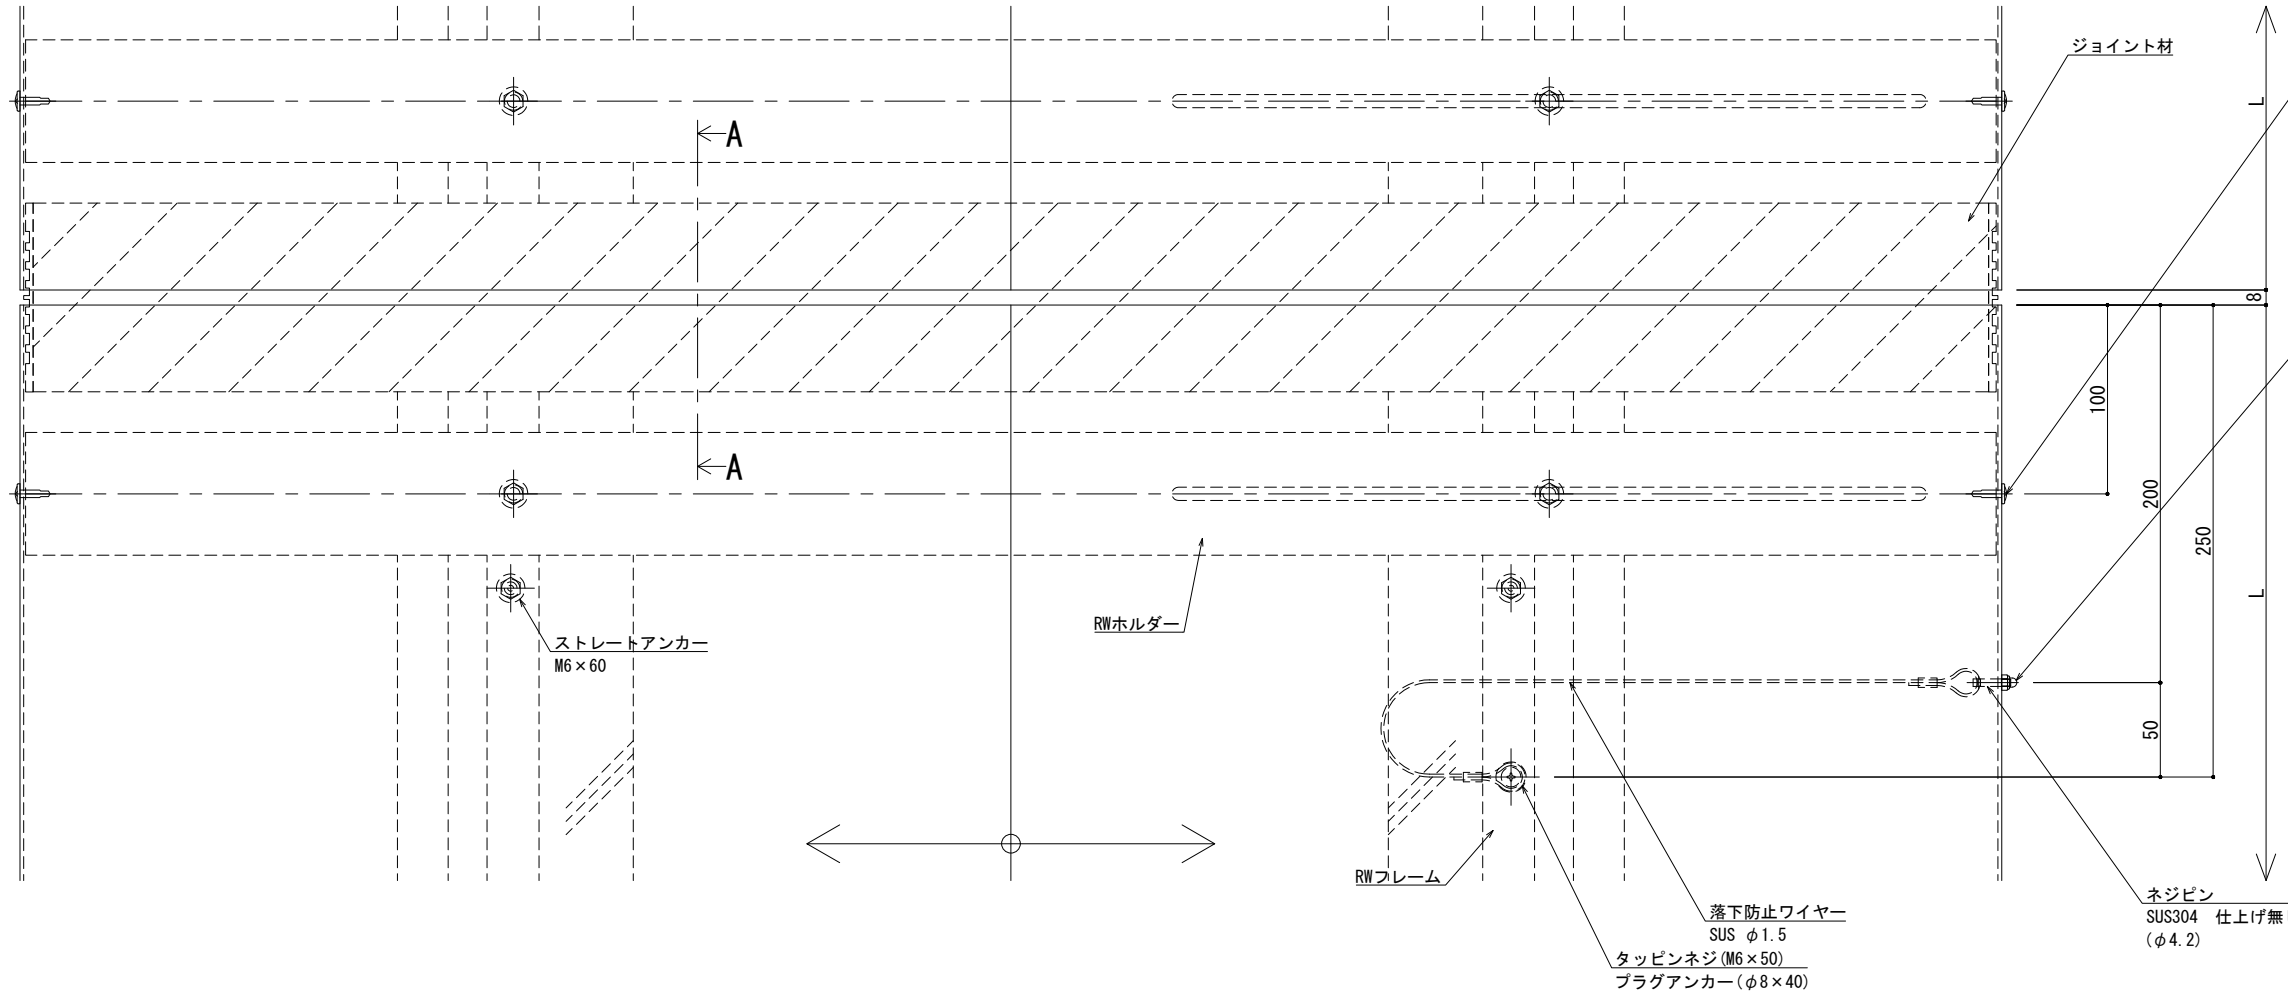 ジョイント材
L
A
8
100
A
200
250
L
RWホルダー
ストレートアンカー
M6×60
50
RWフレーム
ネジピン
SUS304 仕上げ無
(φ4.2)
落下防止ワイヤー
SUS φ1.5
タッピンネジ(M6×50)
プラグアンカー(φ8×40)